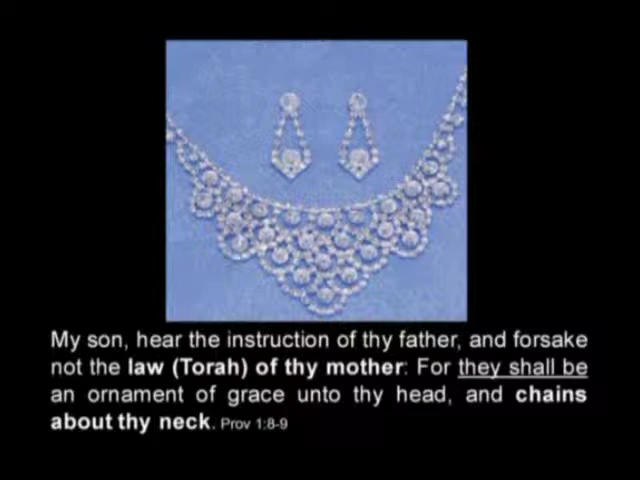 My son, hear the instruction of thy father, and forsake
not the law (Torah) of thy mother: For they shall be
an ornament of grace unto thy head, and chains
about thy neck. Prov 1:8-9